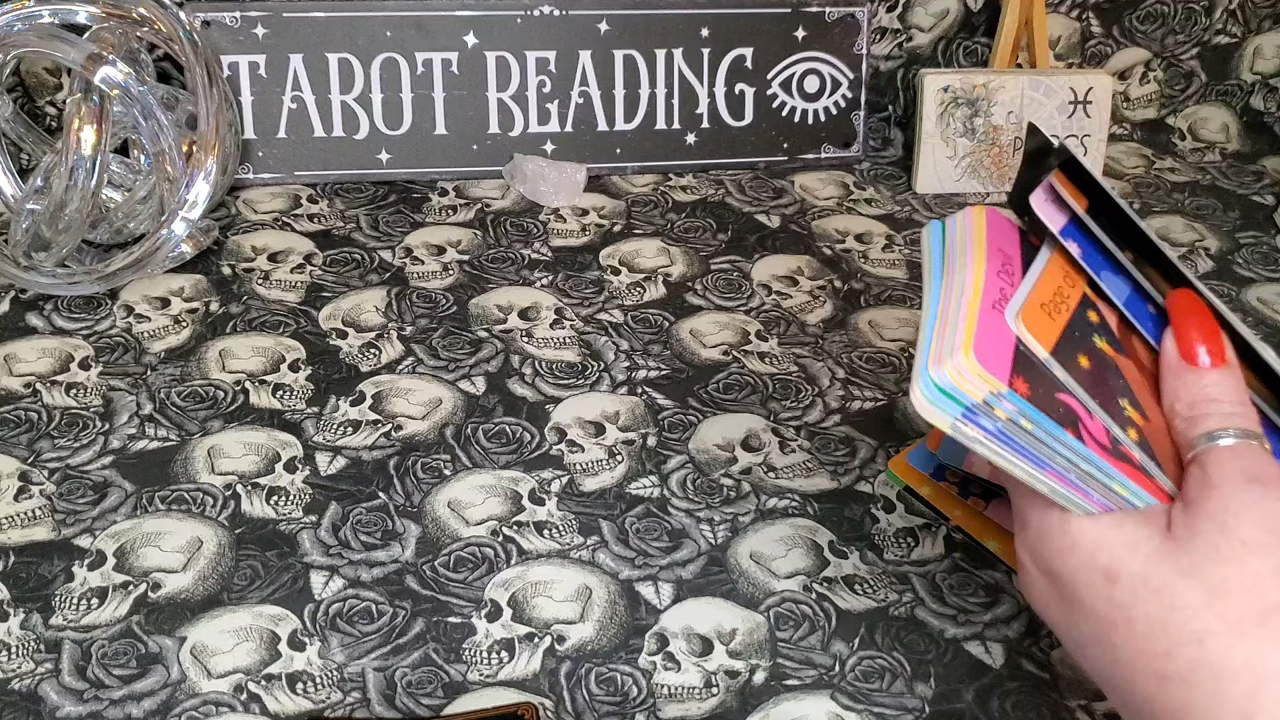 TAROT READING
♓
The Devil
Page of